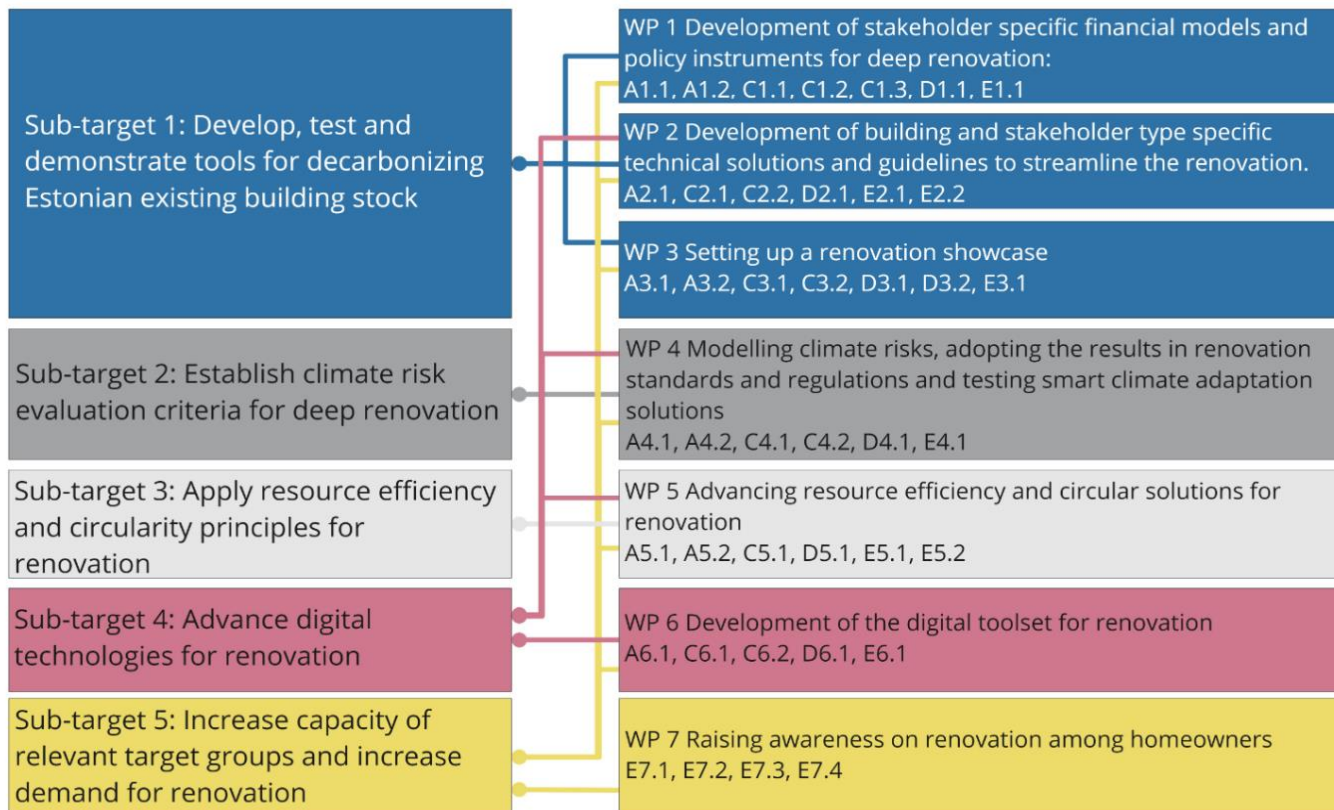 Sub-target 1: Develop, test and
demonstrate tools for decarbonizing
Estonian existing building stock
Sub-target 2: Establish climate risk
evaluation criteria for deep renovation
Sub-target 3: Apply resource efficiency
and circularity principles for
renovation
Sub-target 4: Advance digital
technologies for renovation
Sub-target 5: Increase capacity of
relevant target groups and increase
demand for renovation
WP 1 Development of stakeholder specific financial models and
policy instruments for deep renovation:
A1.1, A1.2, C1.1, C1.2, C1.3, D1.1, E1.1
WP 2 Development of building and stakeholder type specific
technical solutions and guidelines to streamline the renovation.
A2.1, C2.1, C2.2, D2.1, E2.1, E2.2
WP 3 Setting up a renovation showcase
A3.1, A3.2, C3.1, C3.2, D3.1, D3.2, E3.1
WP 4 Modelling climate risks, adopting the results in renovation
standards and regulations and testing smart climate adaptation
solutions
A4.1, A4.2, C4.1, C4.2, D4.1, E4.1
WP 5 Advancing resource efficiency and circular solutions for
renovation
A5.1, A5.2, C5.1, D5.1, E5.1, E5.2
WP 6 Development of the digital toolset for renovation
A6.1, C6.1, C6.2, D6.1, E6.1
WP 7 Raising awareness on renovation among homeowners
E7.1, E7.2, E7.3, E7.4